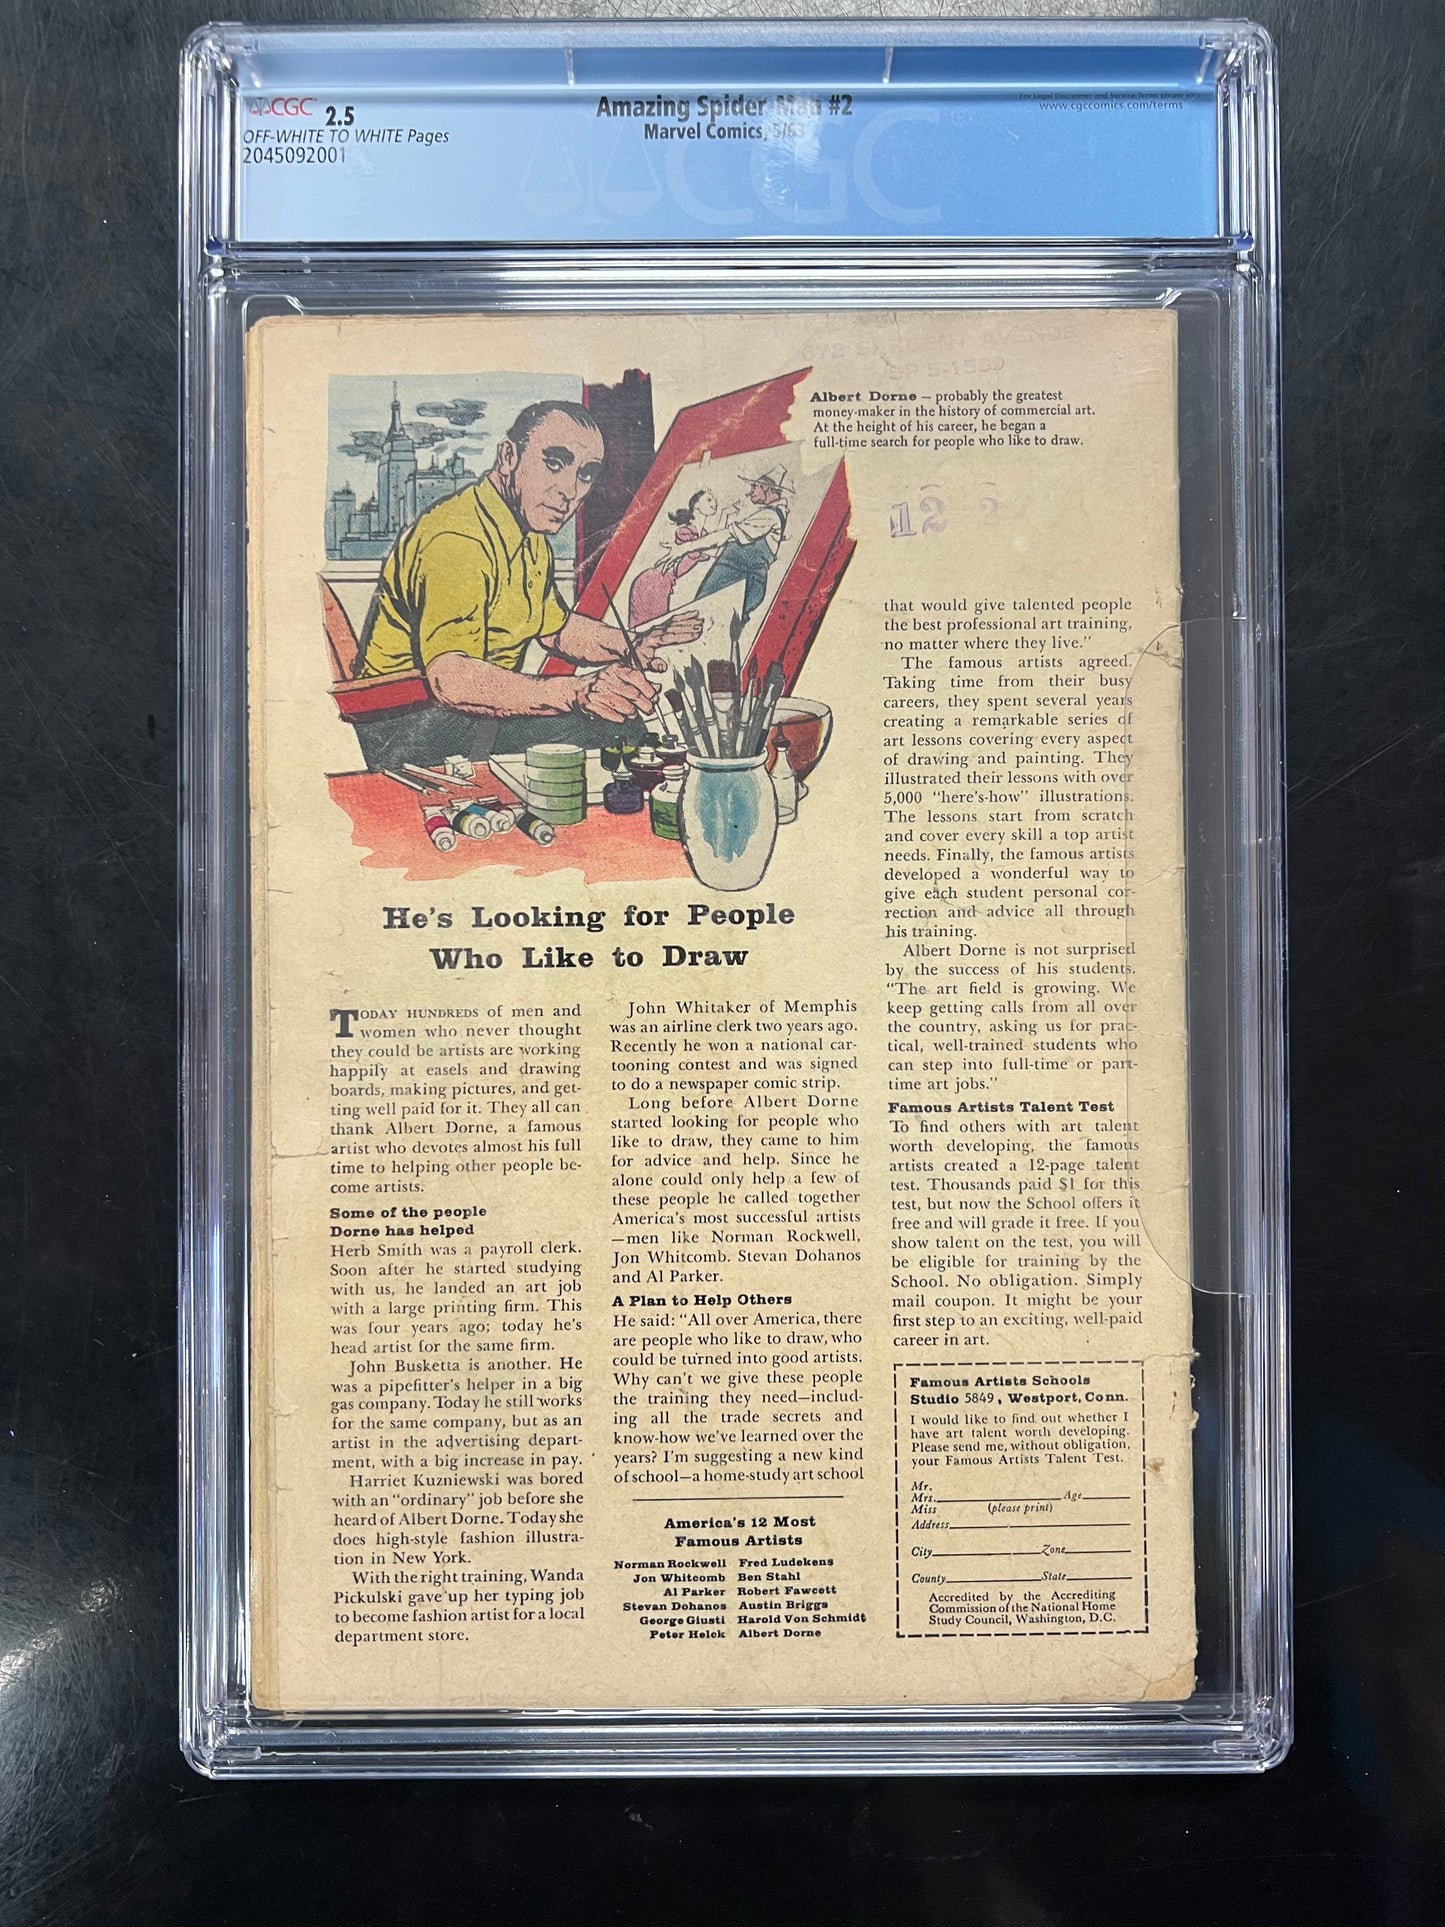 CGC 2.5
OFF-WHITE TO WHITE Pages
2045092001
Amazing Spider-Man #2
Marvel Comics, 5/63
www.cgccomics.com/terms
CGC
AVENUE
5-1559
Albert Dorne – probably the greatest
money-maker in the history of commercial art.
At the height of his career, he began a
full-time search for people who like to draw.
12
He's Looking for People
Who Like to Draw
TODAY HUNDREDS of men and
women who never thought
they could be artists are working
happily at easels and drawing
boards, making pictures, and get-
ting well paid for it. They all can
thank Albert Dorne, a famous
artist who devotes almost his full
time to helping other people be-
come artists.
Some of the people
Dorne has helped
Herb Smith was a payroll clerk.
Soon after he started studying
with us, he landed an art job
with a large printing firm. This
was four years ago; today he's
head artist for the same firm.
John Busketta is another. He
was a pipefitter's helper in a big
gas company. Today he still works
for the same company, but as an
artist in the advertising depart-
ment, with a big increase in pay.
Harriet Kuzniewski was bored
with an "ordinary" job before she
heard of Albert Dorne. Today she
does high-style fashion illustra-
tion in New York.
With the right training, Wanda
Pickulski gave up her typing job
to become fashion artist for a local
department store.
John Whitaker of Memphis
was an airline clerk two years ago.
Recently he won a national car-
tooning contest and was signed
to do a newspaper comic strip.
Long before Albert Dorne
started looking for people who
like to draw, they came to him
for advice and help. Since he
alone could only help a few of
these people he called together
America's most successful artists
—men like Norman Rockwell,
Jon Whitcomb. Stevan Dohanos
and Al Parker.
A Plan to Help Others
He said: "All over America, there
are people who like to draw, who
could be turned into good artists.
Why can't we give these people
the training they need—includ-
ing all the trade secrets and
know-how we've learned over the
years? I'm suggesting a new kind
of school—a home-study art school
America's 12 Most
Famous Artists
Norman Rockwell Fred Ludekens
Jon Whitcomb Ben Stahl
Al Parker Robert Fawcett
Stevan Dohanos Austin Briggs
George Giusti Harold Von Schmidt
Peter Helck Albert Dorne
that would give talented people
the best professional art training,
no matter where they live."
The famous artists agreed.
Taking time from their busy
careers, they spent several years
creating a remarkable series of
art lessons covering every aspect
of drawing and painting. They
illustrated their lessons with over
5,000 "here's-how" illustrations.
The lessons start from scratch
and cover every skill a top artist
needs. Finally, the famous artists
developed a wonderful way to
give each student personal cor-
rection and advice all through
his training.
Albert Dorne is not surprised
by the success of his students.
"The art field is growing. We
keep getting calls from all over
the country, asking us for prac-
tical, well-trained students who
can step into full-time or part-
time art jobs."
Famous Artists Talent Test
To find others with art talent
worth developing, the famous
artists created a 12-page talent
test. Thousands paid $1 for this
test, but now the School offers it
free and will grade it free. If you
show talent on the test, you will
be eligible for training by the
School. No obligation. Simply
mail coupon. It might be your
first step to an exciting, well-paid
career in art.
Famous Artists Schools
Studio 5849, Westport, Conn.
I would like to find out whether I
have art talent worth developing.
Please send me, without obligation,
your Famous Artists Talent Test.
Mr.
Mrs. Age
Miss (please print)
Address
City Zone
County State
Accredited by the Accrediting
Commission of the National Home
Study Council, Washington, D.C.